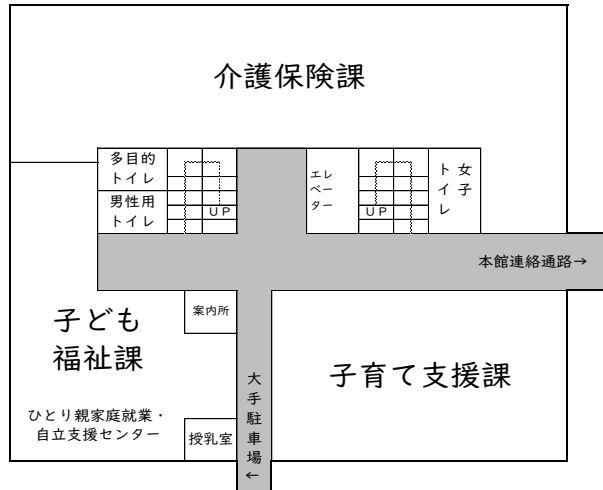 介護保険課
多目的
トイレ
男性用
トイレ
UP
エレ
ベー
ター
UP
女子
トイレ
本館連絡通路→
案内所
子ども
福祉課
ひとり親家庭就業・
自立支援センター
授乳室
大手駐車場←
子育て支援課